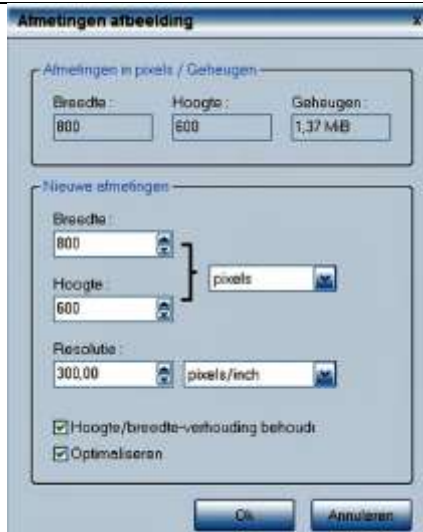 Afmetingen afbeelding x
Afmetingen in pixels / Geheugen
Breedte : Hoogte : Geheugen :
800 600 1,37 MiB
Nieuwe afmetingen
Breedte :
800
pixels
Hoogte :
600
Resolutie :
300,00 pixels/inch
Hoogte/breedte-verhouding behoudi
Optimaliseren
Ok Annuleren